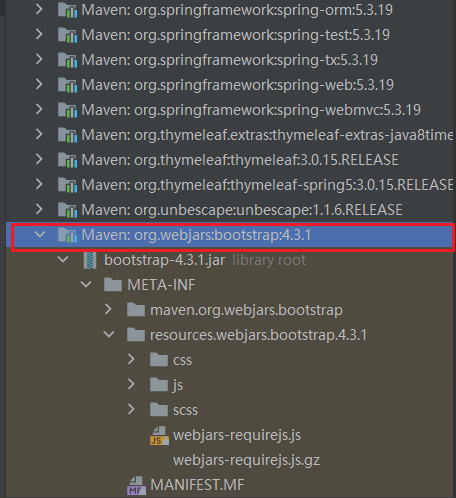 Maven: org.springframework:spring-orm:5.3.19
Maven: org.springframework:spring-test:5.3.19
Maven: org.springframework:spring-tx:5.3.19
Maven: org.springframework:spring-web:5.3.19
Maven: org.springframework:spring-webmvc:5.3.19
Maven: org.thymeleaf.extras:thymeleaf-extras-java8time
Maven: org.thymeleaf:thymeleaf:3.0.15.RELEASE
Maven: org.thymeleaf:thymeleaf-spring5:3.0.15.RELEASE
Maven: org.unbescape:unbescape:1.1.6.RELEASE
Maven: org.webjars:bootstrap:4.3.1
bootstrap-4.3.1.jar library root
META-INF
maven.org.webjars.bootstrap
resources.webjars.bootstrap.4.3.1
css
js
scss
JS webjars-requirejs.js
webjars-requirejs.js.gz
MF MANIFEST.MF